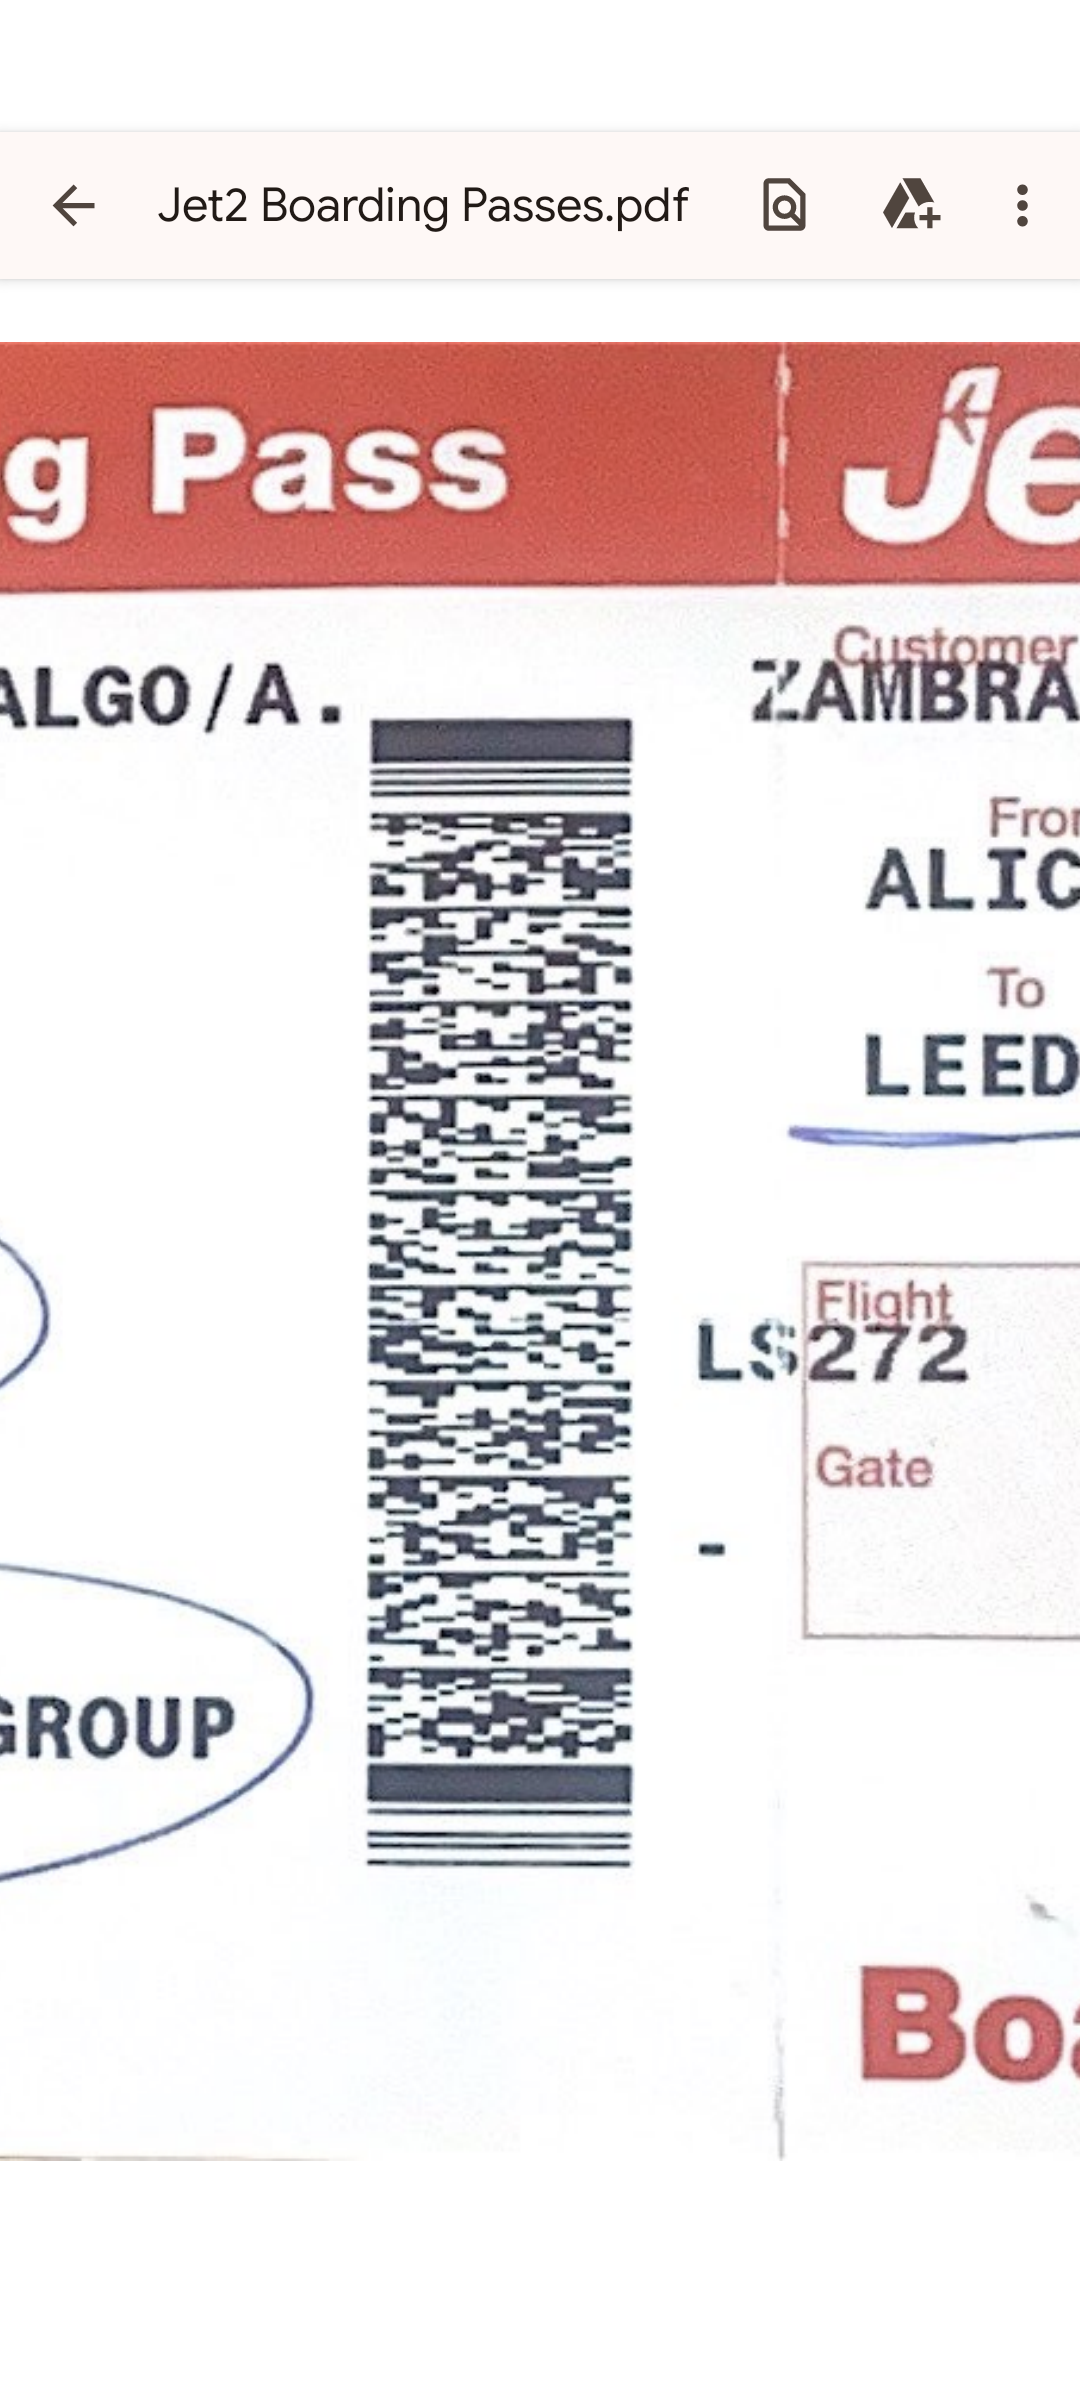 Jet2 Boarding Passes.pdf
g Pass
Je
ALGO/A.
Customer
ZAMBRA
From
ALIC
To
LEED
Flight
LS272
Gate
-
GROUP
Boa